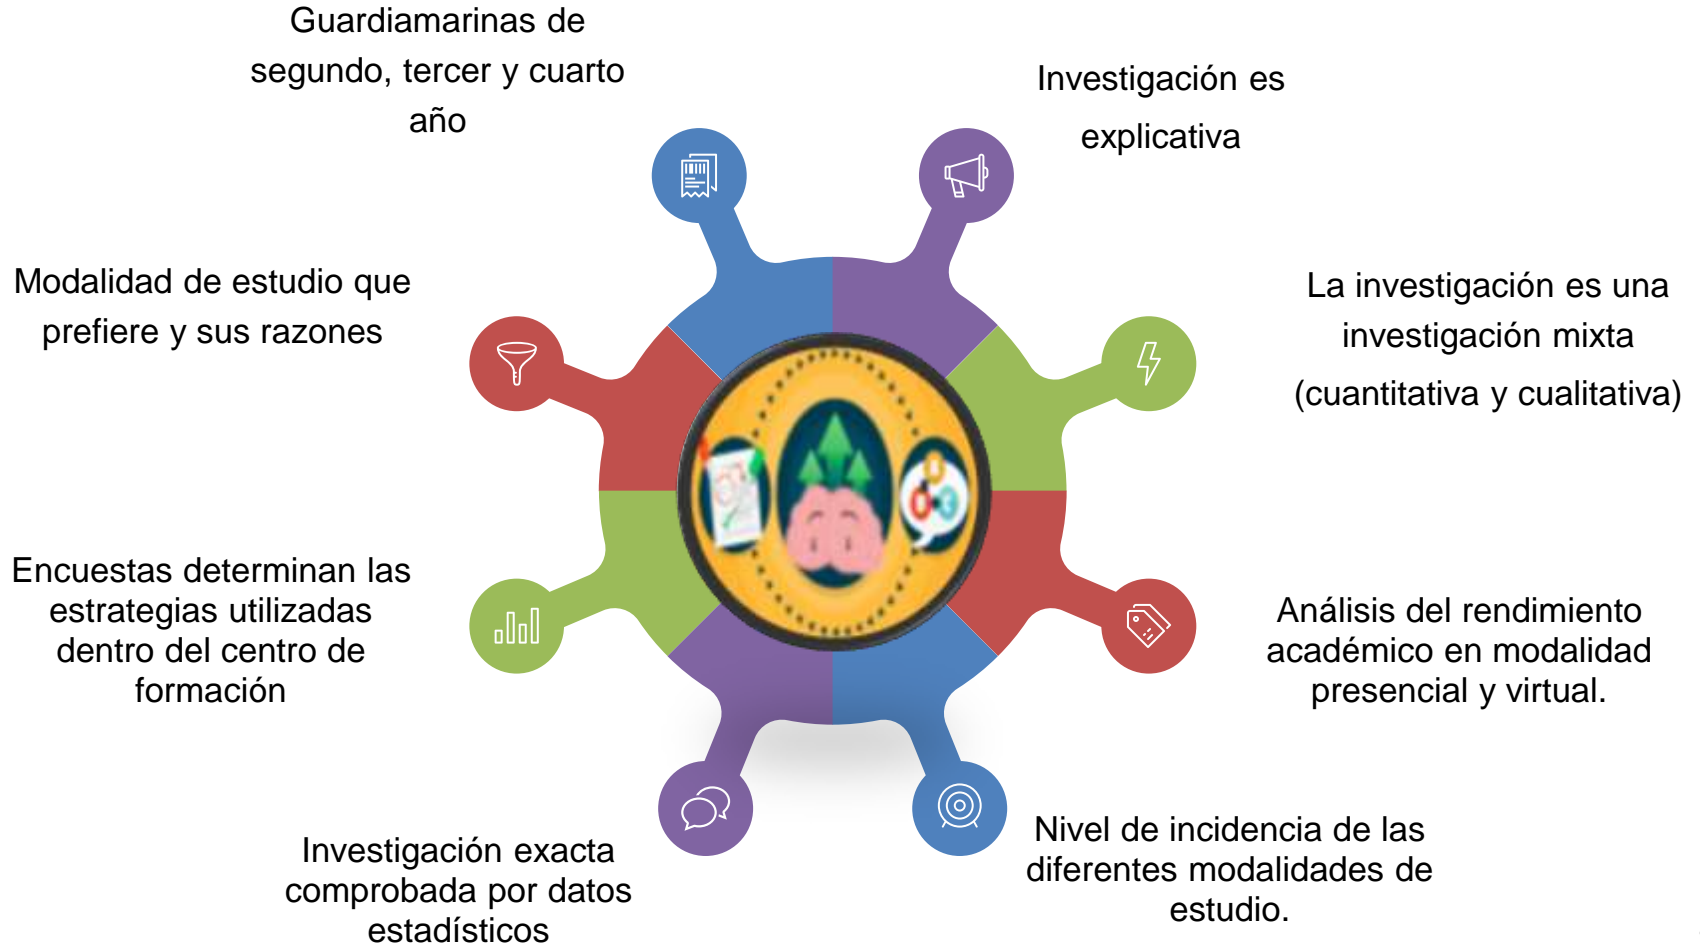 Guardiamarinas de
segundo, tercer y cuarto
año
Investigación es
explicativa
Modalidad de estudio que
prefiere y sus razones
La investigación es una
investigación mixta
(cuantitativa y cualitativa)
Encuestas determinan las
estrategias utilizadas
dentro del centro de
formación
Análisis del rendimiento
académico en modalidad
presencial y virtual.
Investigación exacta
comprobada por datos
estadísticos
Nivel de incidencia de las
diferentes modalidades de
estudio.